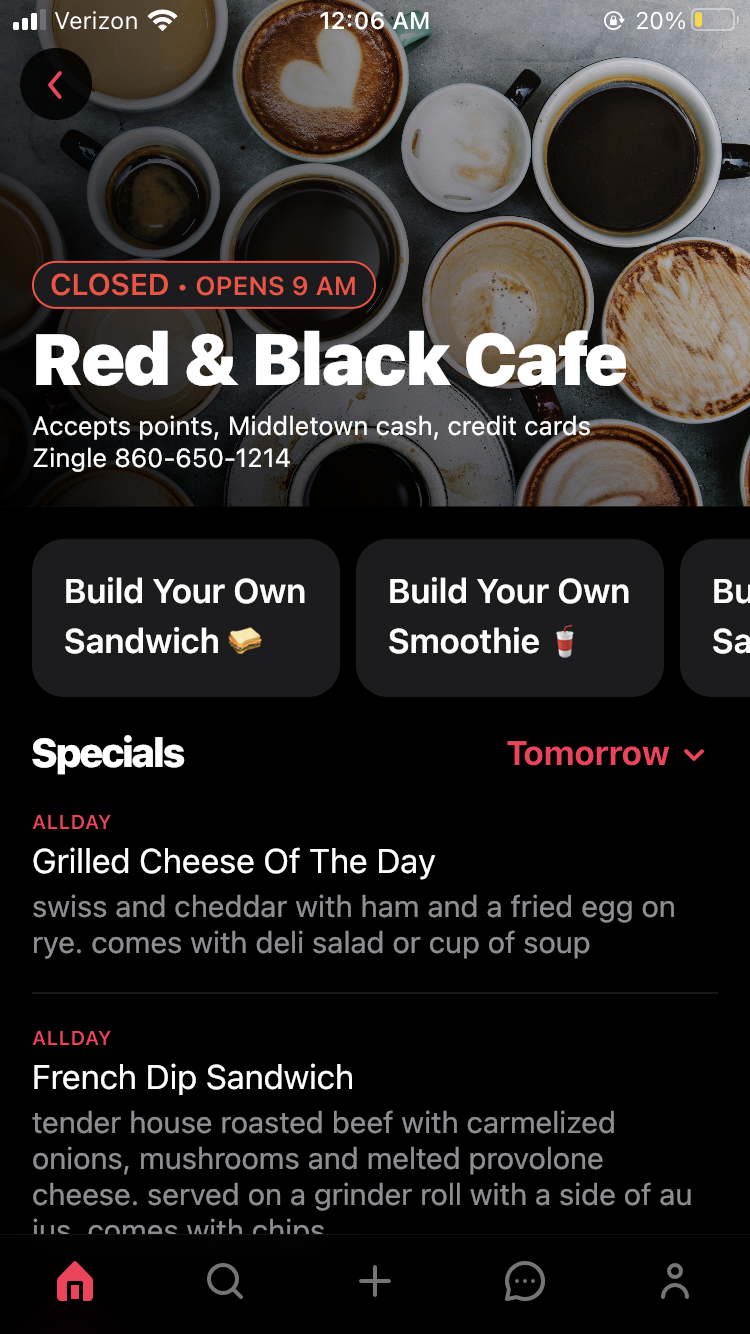 Verizon 12:06 AM 20%
CLOSED • OPENS 9 AM
Red & Black Cafe
Accepts points, Middletown cash, credit cards
Zingle 860-650-1214
Build Your Own
Sandwich
Build Your Own
Smoothie
Bu
Sa
Specials
Tomorrow
ALLDAY
Grilled Cheese Of The Day
swiss and cheddar with ham and a fried egg on
rye. comes with deli salad or cup of soup
ALLDAY
French Dip Sandwich
tender house roasted beef with carmelized
onions, mushrooms and melted provolone
cheese. served on a grinder roll with a side of au
jus. comes with chips